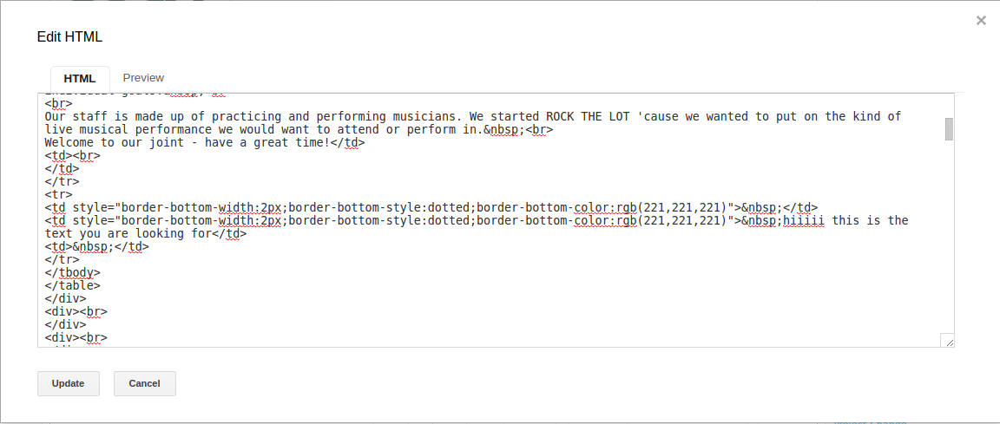 Edit HTML
×
HTML Preview
<br>
Our staff is made up of practicing and performing musicians. We started ROCK THE LOT 'cause we wanted to put on the kind of
live musical performance we would want to attend or perform in.&nbsp;<br>
Welcome to our joint - have a great time!</td>
<td><br>
</td>
</tr>
<tr>
<td style="border-bottom-width:2px;border-bottom-style:dotted;border-bottom-color:rgb(221,221,221)">&nbsp;</td>
<td style="border-bottom-width:2px;border-bottom-style:dotted;border-bottom-color:rgb(221,221,221)">&nbsp;hiiiii this is the
text you are looking for</td>
<td>&nbsp;</td>
</tr>
</tbody>
</table>
</div>
<div><br>
</div>
<div><br>
Update Cancel